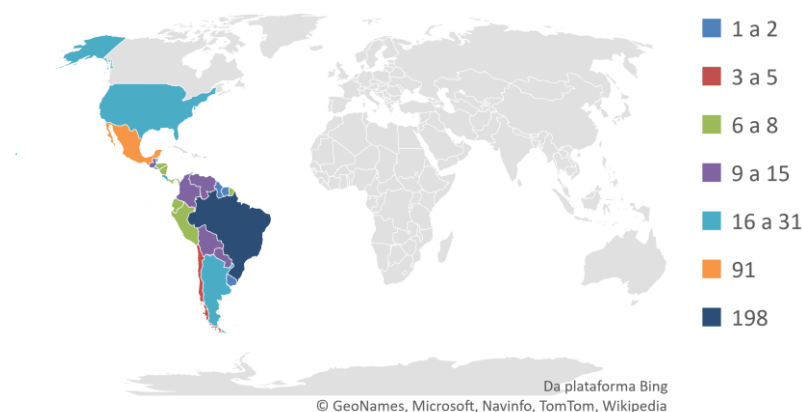 1 a 2
3 a 5
6 a 8
9 a 15
16 a 31
91
198
Da plataforma Bing
© GeoNames, Microsoft, Navinfo, TomTom, Wikipedia